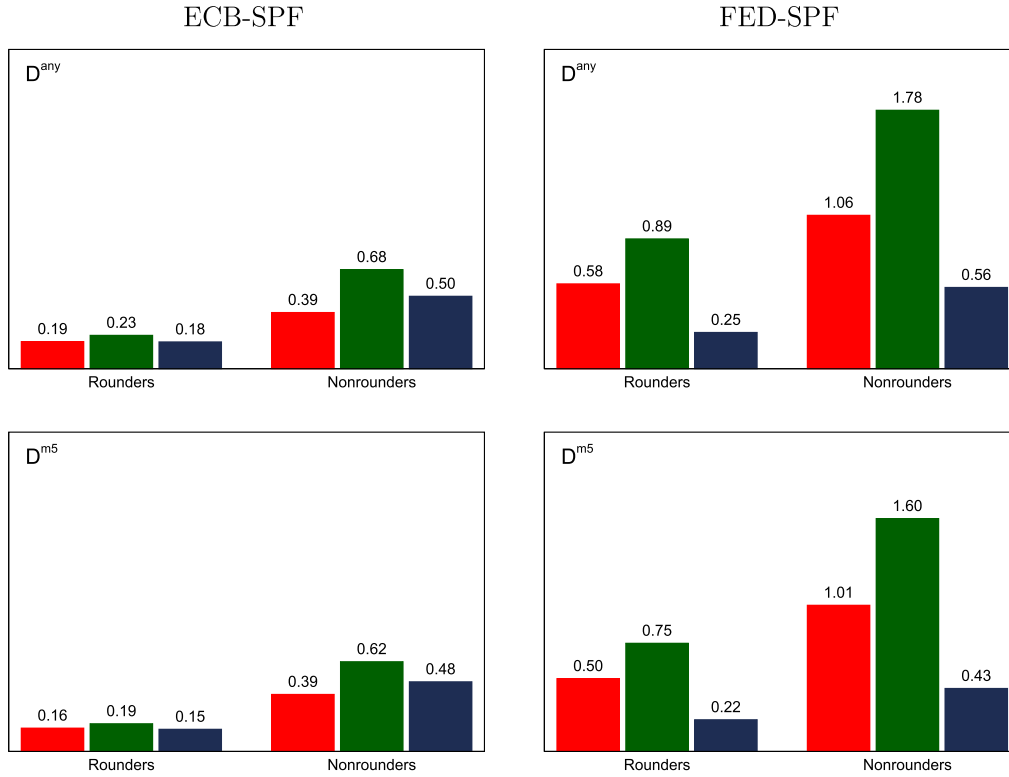 ECB-SPF
FED-SPF
D^any
0.19
0.23
0.18
0.39
0.68
0.50
Rounders
Nonrounders
D^any
0.58
0.89
0.25
1.06
1.78
0.56
Rounders
Nonrounders
D^m5
0.16
0.19
0.15
0.39
0.62
0.48
Rounders
Nonrounders
D^m5
0.50
0.75
0.22
1.01
1.60
0.43
Rounders
Nonrounders